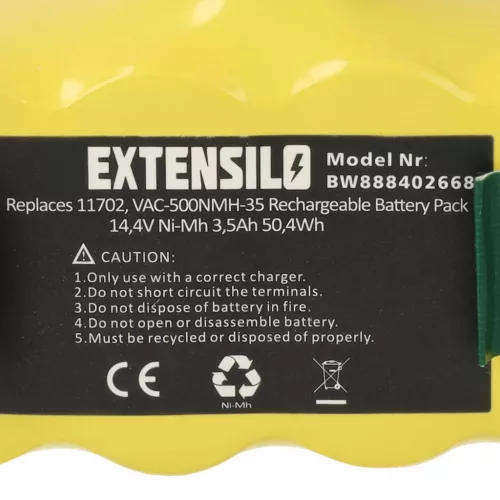 EXTENSILO
Model Nr:
BW888402668
Replaces 11702, VAC-500NMH-35 Rechargeable Battery Pack
14,4V Ni-Mh 3,5Ah 50,4Wh
CAUTION:
1.Only use with a correct charger.
2.Do not short circuit the terminals.
3.Do not dispose of battery in fire.
4.Do not open or disassemble battery.
5.Must be recycled or disposed of properly.
CE
Ni-Mh